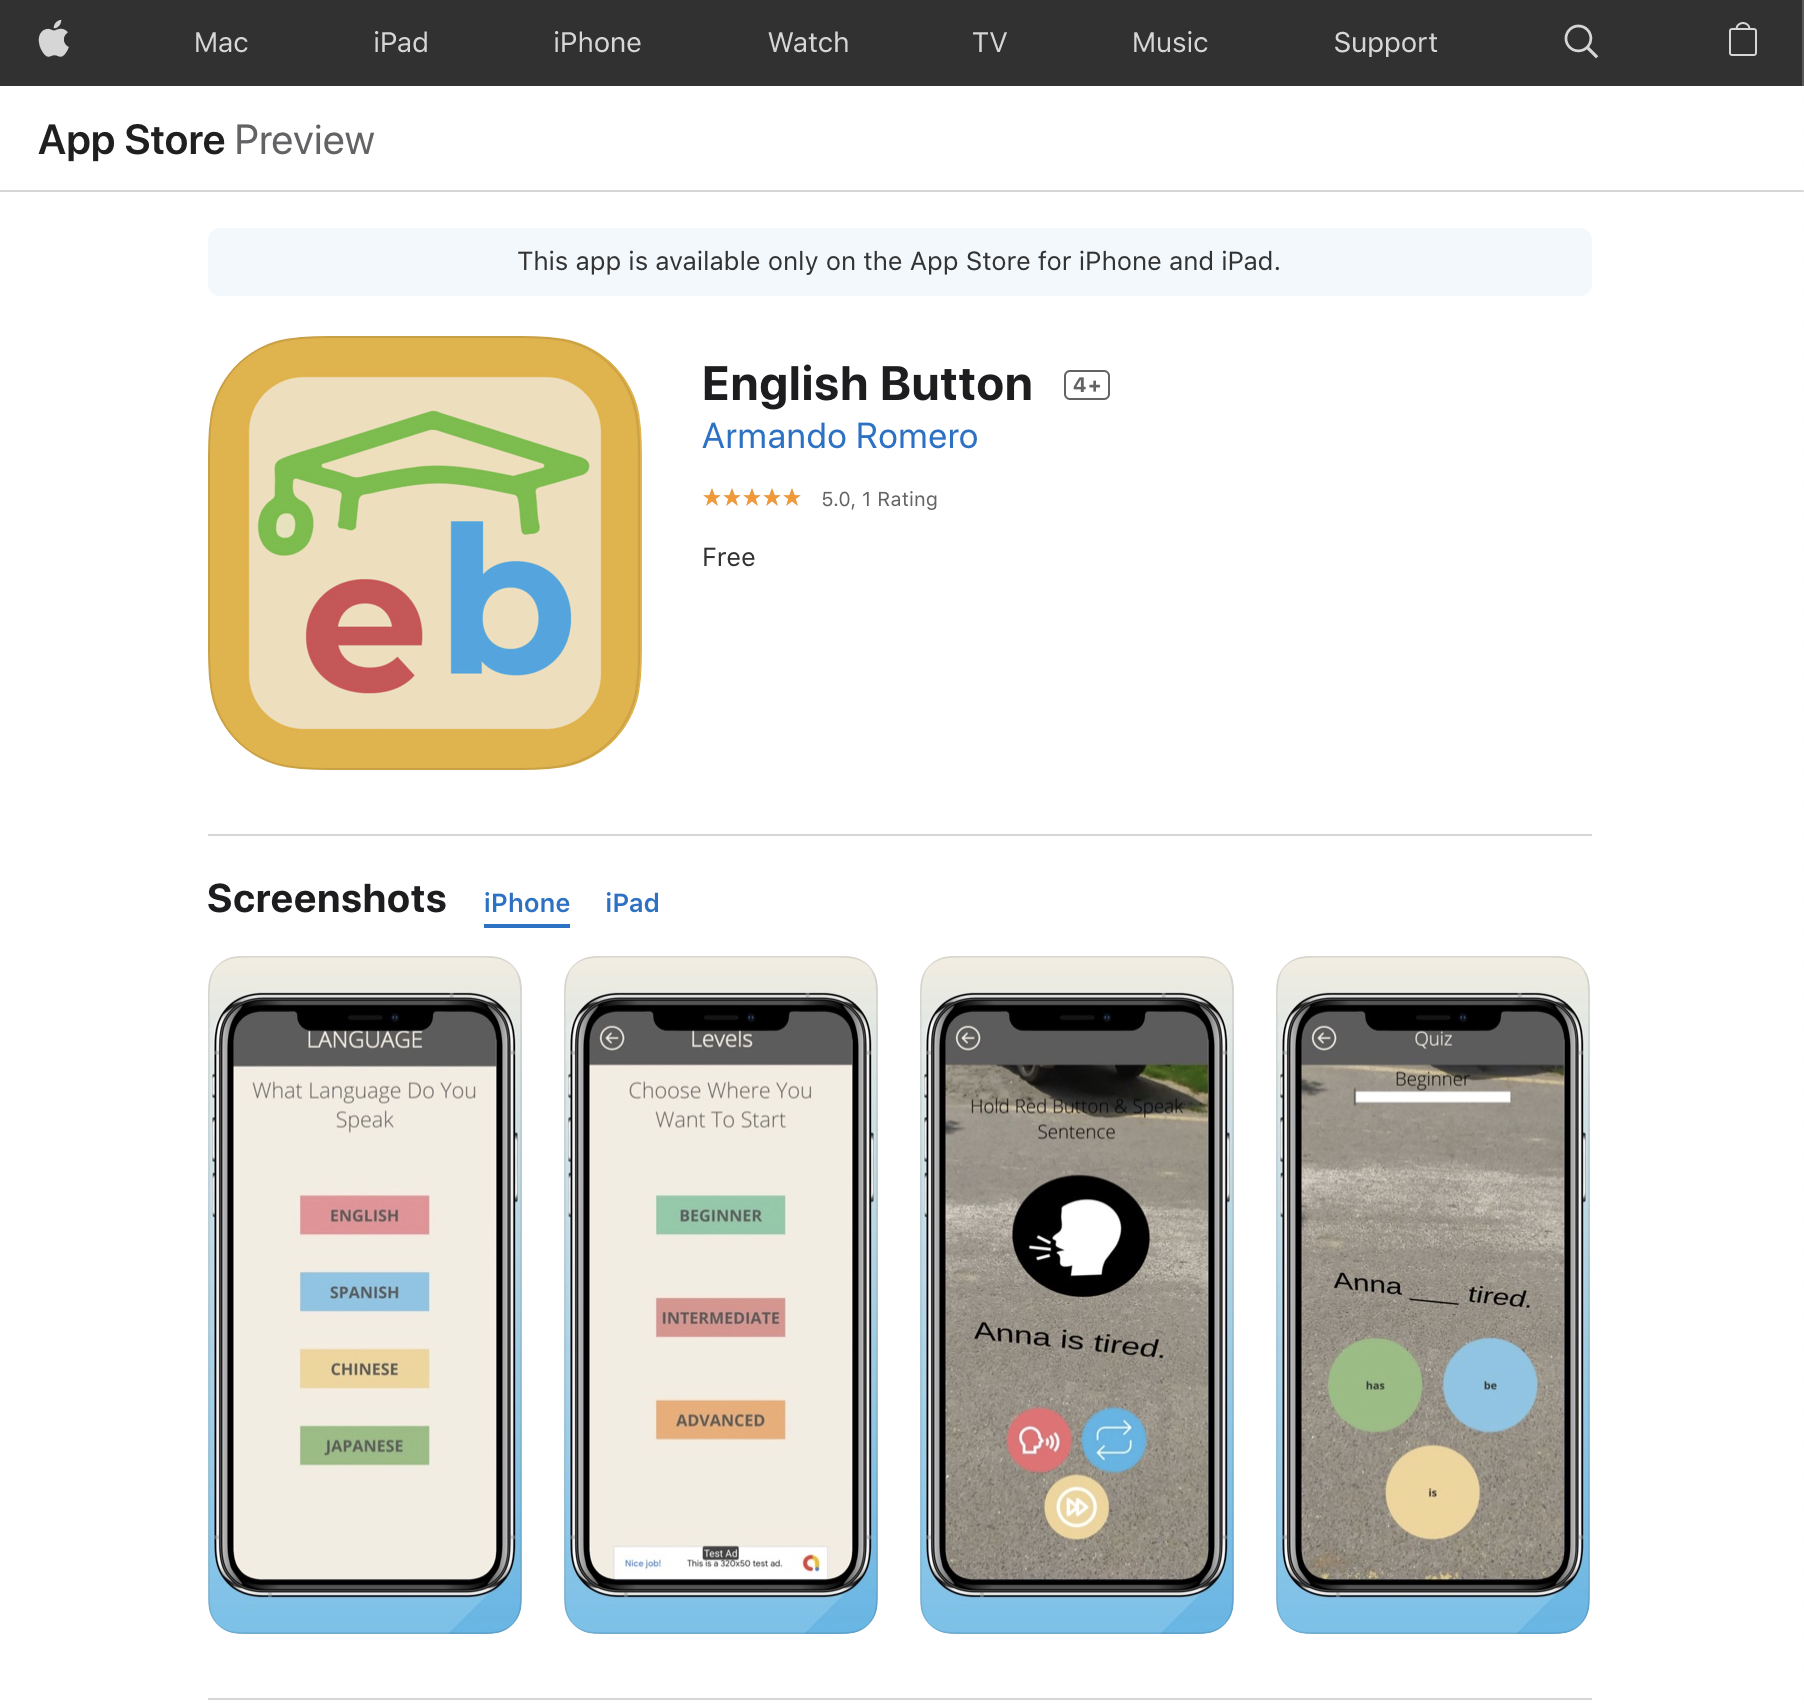 Mac iPad iPhone Watch TV Music Support
App Store Preview
This app is available only on the App Store for iPhone and iPad.
eb
English Button 4+
Armando Romero
5.0, 1 Rating
Free
Screenshots iPhone iPad
LANGUAGE
What Language Do You
Speak
ENGLISH
SPANISH
CHINESE
JAPANESE
Levels
Choose Where You
Want To Start
BEGINNER
INTERMEDIATE
ADVANCED
Test Ad
Nice job! This is a 320x50 test ad.
Hold Red Button & Speak
Sentence
Anna is tired.
Quiz
Beginner
Anna ___ tired.
has be
is